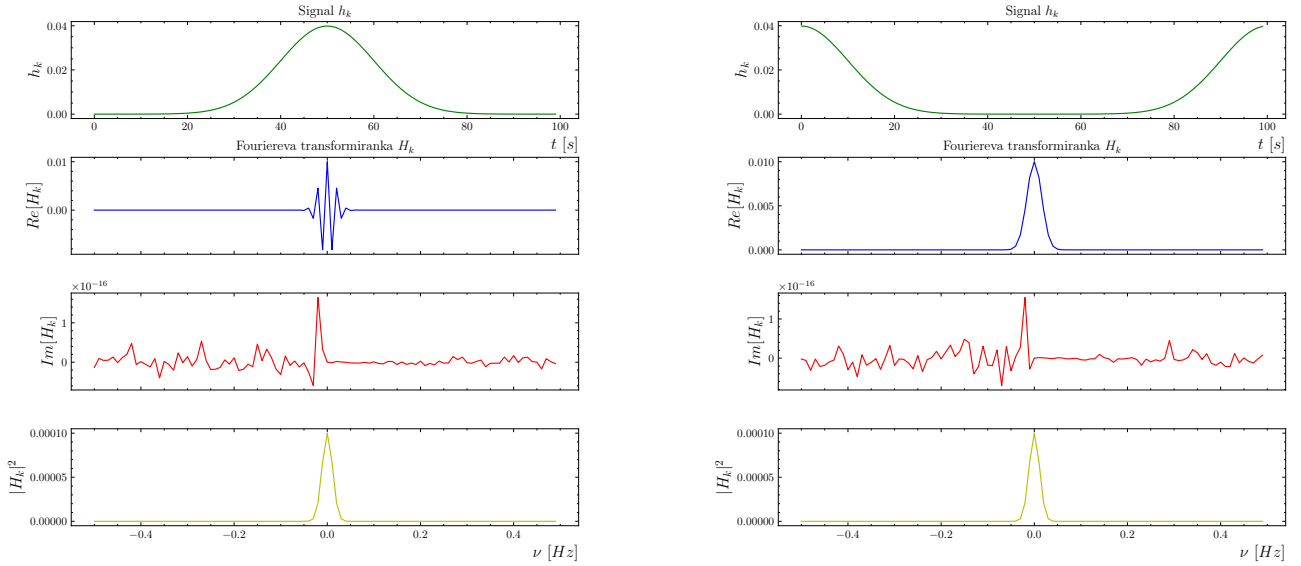 Signal $h_k$
0.04
0.02
0.00
$h_k$
0 20 40 60 80 100
$t$ [s]
Fouriereva transformiranka $H_k$
0.01
0.00
$Re[H_k]$
×10⁻¹⁶
1
0
$Im[H_k]$
0.00010
0.00005
0.00000
$|H_k|^2$
−0.4 −0.2 0.0 0.2 0.4
$\nu$ [Hz]
Signal $h_k$
0.04
0.02
0.00
$h_k$
0 20 40 60 80 100
$t$ [s]
Fouriereva transformiranka $H_k$
0.010
0.005
0.000
$Re[H_k]$
×10⁻¹⁶
1
0
$Im[H_k]$
0.00010
0.00005
0.00000
$|H_k|^2$
−0.4 −0.2 0.0 0.2 0.4
$\nu$ [Hz]